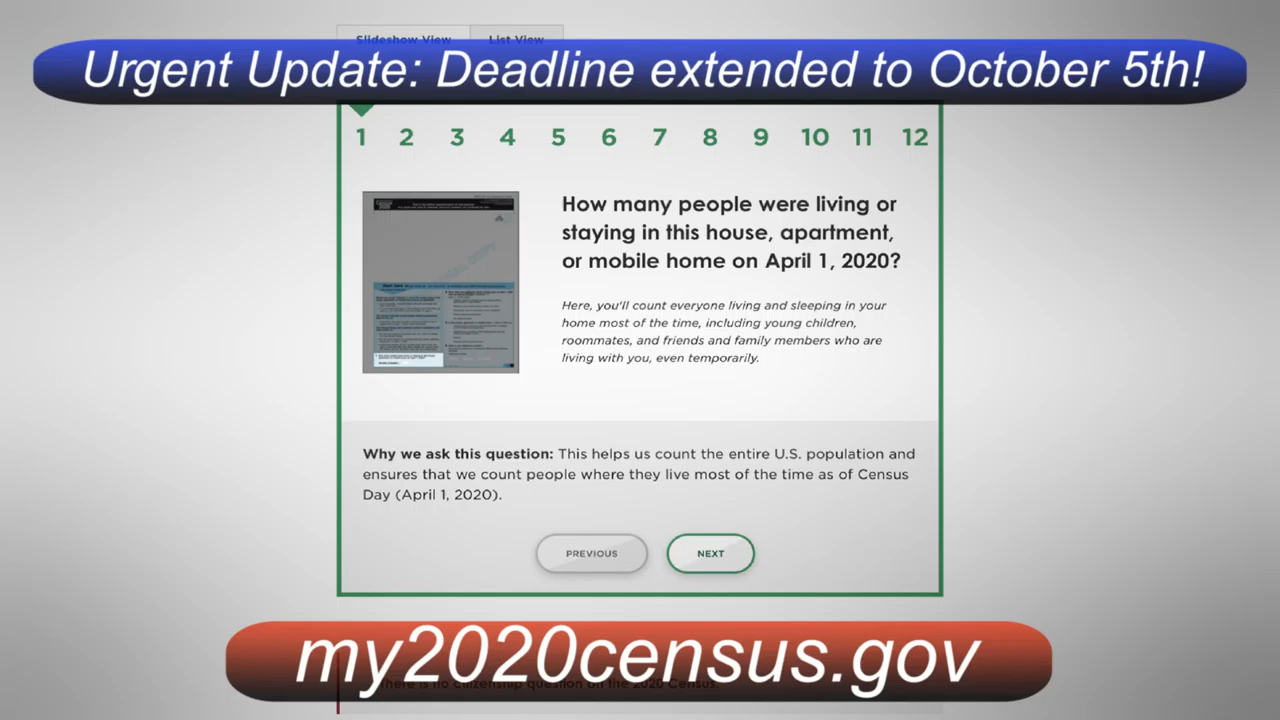 Slideshow View List View
Urgent Update: Deadline extended to October 5th!
1 2 3 4 5 6 7 8 9 10 11 12
How many people were living or
staying in this house, apartment,
or mobile home on April 1, 2020?
Here, you'll count everyone living and sleeping in your
home most of the time, including young children,
roommates, and friends and family members who are
living with you, even temporarily.
Why we ask this question: This helps us count the entire U.S. population and
ensures that we count people where they live most of the time as of Census
Day (April 1, 2020).
PREVIOUS NEXT
my2020census.gov
There is no citizenship question on the 2020 Census.